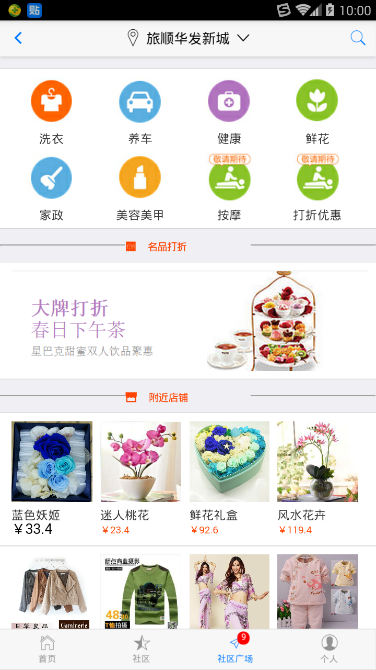 贴
10:00
旅顺华发新城
洗衣
养车
健康
鲜花
敬请期待
敬请期待
家政
美容美甲
按摩
打折优惠
名品打折
大牌打折
春日下午茶
星巴克甜蜜双人饮品聚惠
附近店铺
蓝色妖姬
迷人桃花
鲜花礼盒
风水花卉
￥33.4
￥23.4
￥92.6
￥119.4
48
9
首页
社区
社区广场
个人